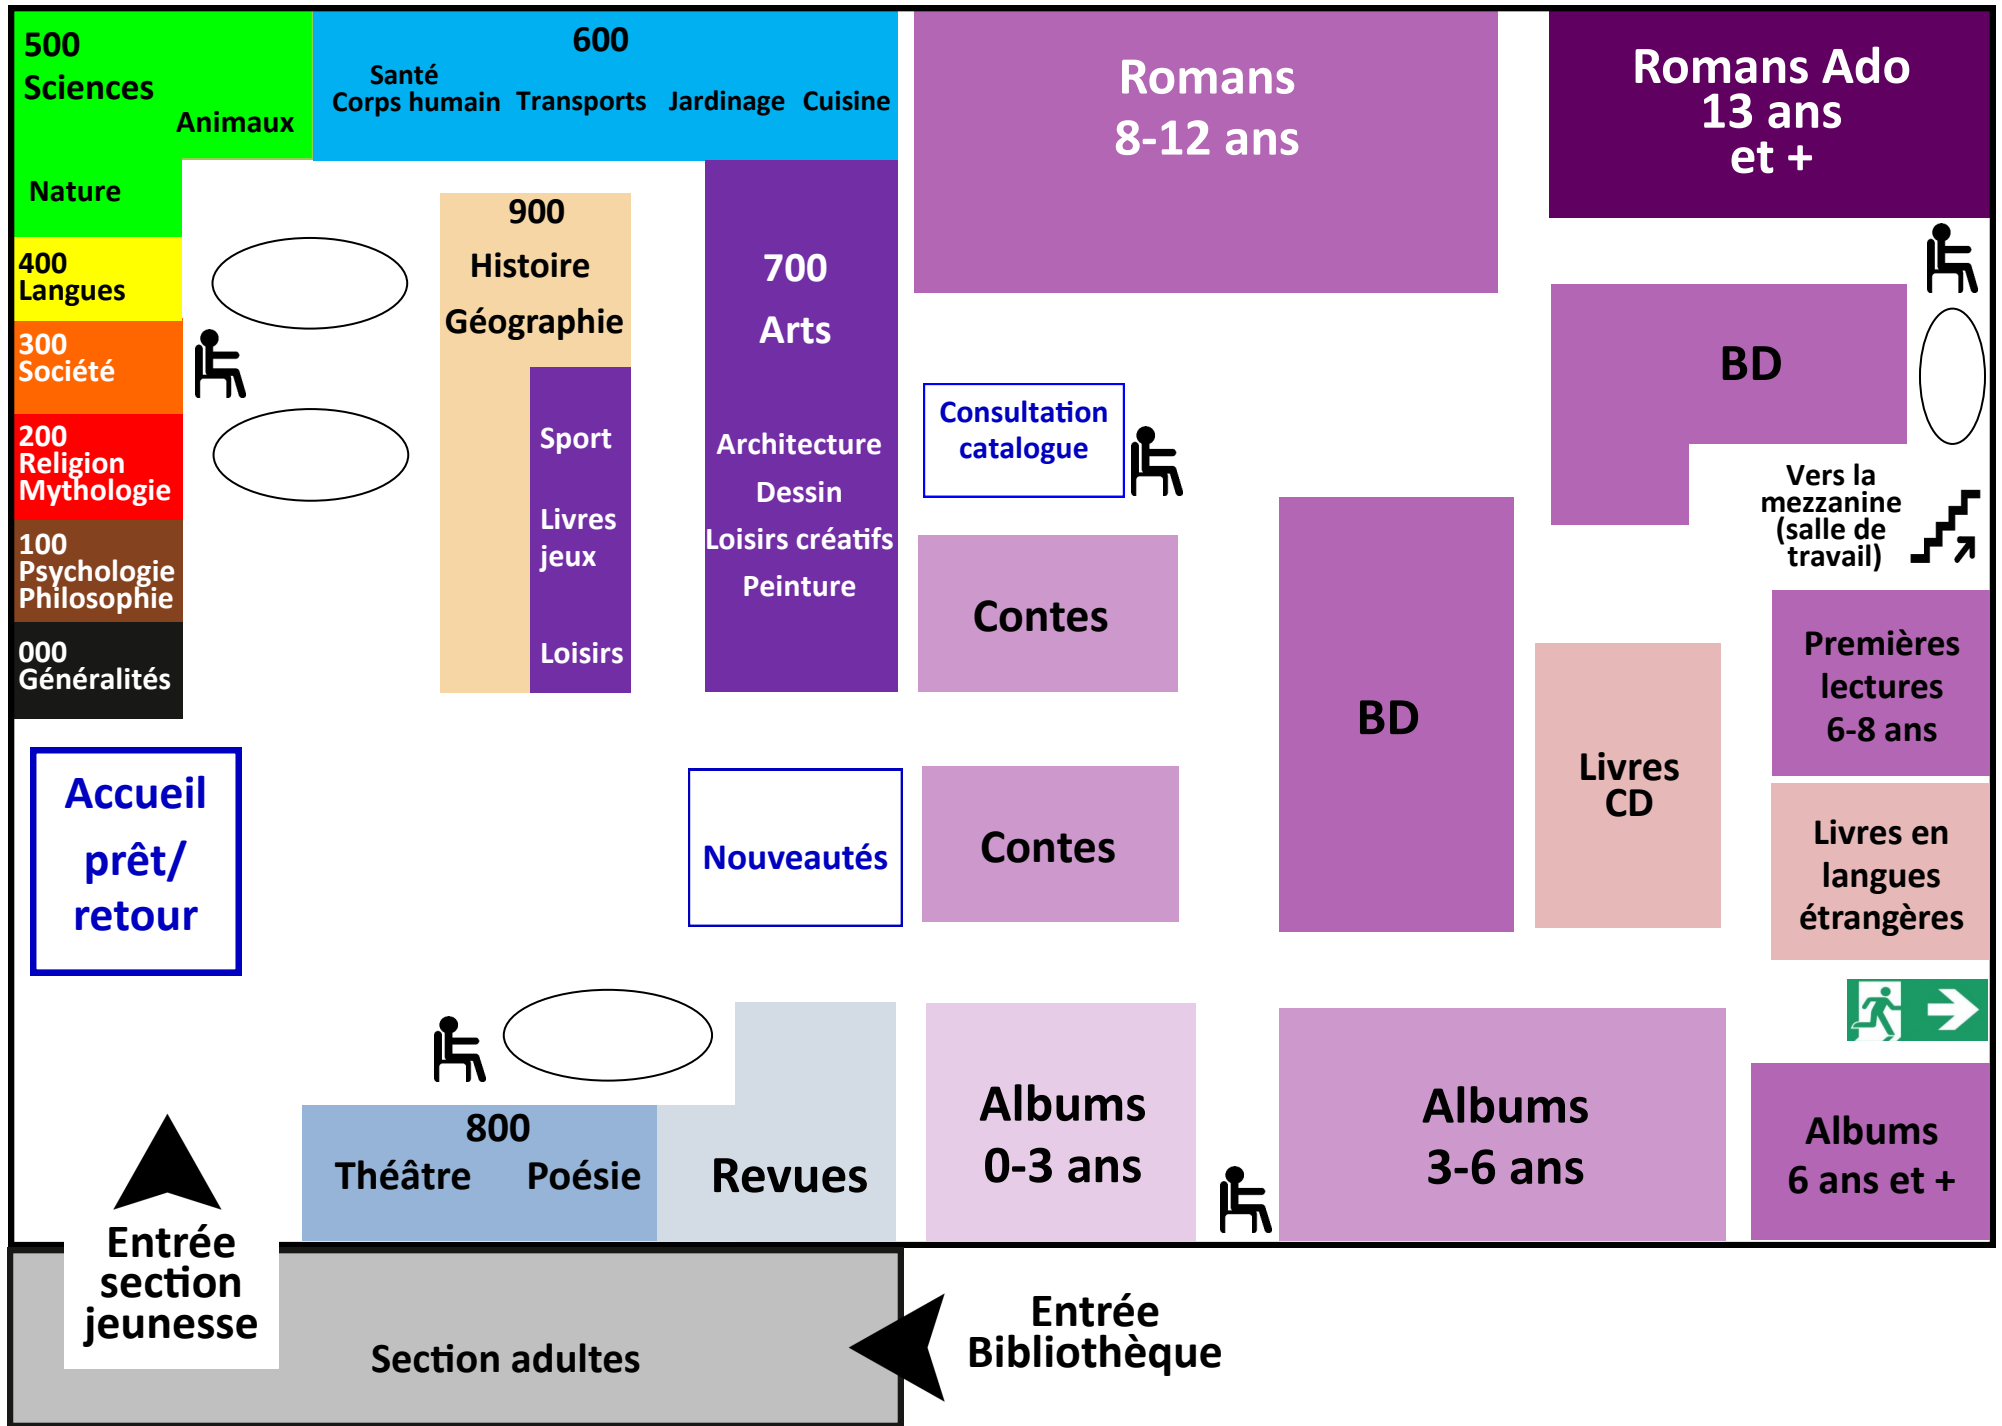 500
Sciences
Animaux
Nature
600
Santé
Corps humain
Transports
Jardinage
Cuisine
Romans
8-12 ans
Romans Ado
13 ans
et +
400
Langues
300
Société
200
Religion
Mythologie
100
Psychologie
Philosophie
000
Généralités
900
Histoire
Géographie
Sport
Livres
jeux
Loisirs
700
Arts
Architecture
Dessin
Loisirs créatifs
Peinture
Consultation
catalogue
BD
Vers la
mezzanine
(salle de
travail)
Contes
BD
Premières
lectures
6-8 ans
Livres
CD
Accueil
prêt/
retour
Nouveautés
Contes
Livres en
langues
étrangères
800
Théâtre
Poésie
Revues
Albums
0-3 ans
Albums
3-6 ans
Albums
6 ans et +
Entrée
section
jeunesse
Section adultes
Entrée
Bibliothèque